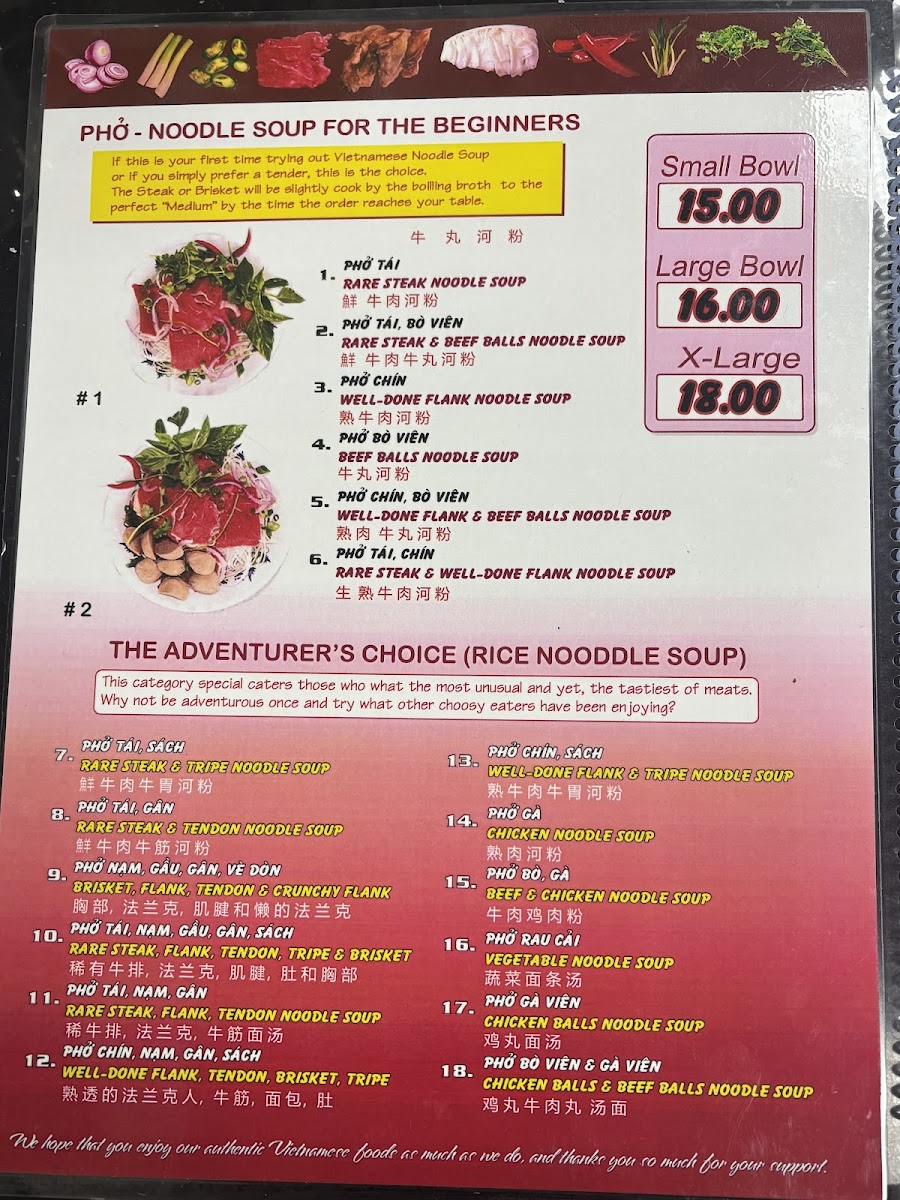 PHỞ - NOODLE SOUP FOR THE BEGINNERS
If this is your first time trying out Vietnamese Noodle Soup
or if you simply prefer a tender, this is the choice.
The Steak or Brisket will be slightly cook by the boilling broth to the
perfect "Medium" by the time the order reaches your table.
Small Bowl
15.00
Large Bowl
16.00
X-Large
18.00
牛 丸 河 粉
1. PHỞ TÁI
RARE STEAK NOODLE SOUP
鮮 牛肉河粉
2. PHỞ TÁI, BÒ VIÊN
RARE STEAK & BEEF BALLS NOODLE SOUP
鮮 牛肉牛丸河粉
3. PHỞ CHÍN
WELL-DONE FLANK NOODLE SOUP
熟牛肉河粉
4. PHỞ BÒ VIÊN
BEEF BALLS NOODLE SOUP
牛丸河粉
5. PHỞ CHÍN, BÒ VIÊN
WELL-DONE FLANK & BEEF BALLS NOODLE SOUP
熟肉 牛丸河粉
6. PHỞ TÁI, CHÍN
RARE STEAK & WELL-DONE FLANK NOODLE SOUP
生 熟牛肉河粉
# 1
# 2
THE ADVENTURER'S CHOICE (RICE NOODDLE SOUP)
This category special caters those who what the most unusual and yet, the tastiest of meats.
Why not be adventurous once and try what other choosy eaters have been enjoying?
7. PHỞ TÁI, SÁCH
RARE STEAK & TRIPE NOODLE SOUP
鮮牛肉牛胃河粉
8. PHỞ TÁI, GÂN
RARE STEAK & TENDON NOODLE SOUP
鮮牛肉牛筋河粉
9. PHỞ NẠM, GẦU, GÂN, VÈ DÒN
BRISKET, FLANK, TENDON & CRUNCHY FLANK
胸部, 法兰克, 肌腱和懒的法兰克
10. PHỞ TÁI, NẠM, GẦU, GÂN, SÁCH
RARE STEAK, FLANK, TENDON, TRIPE & BRISKET
稀有牛排, 法兰克, 肌腱, 肚和胸部
11. PHỞ TÁI, NẠM, GÂN
RARE STEAK, FLANK, TENDON NOODLE SOUP
稀牛排, 法兰克, 牛筋面汤
12. PHỞ CHÍN, NẠM, GÂN, SÁCH
WELL-DONE FLANK, TENDON, BRISKET, TRIPE
熟透的法兰克人, 牛筋, 面包, 肚
13. PHỞ CHÍN, SÁCH
WELL-DONE FLANK & TRIPE NOODLE SOUP
熟牛肉牛胃河粉
14. PHỞ GÀ
CHICKEN NOODLE SOUP
熟肉河粉
15. PHỞ BÒ, GÀ
BEEF & CHICKEN NOODLE SOUP
牛肉鸡肉粉
16. PHỞ RAU CẢI
VEGETABLE NOODLE SOUP
蔬菜面条汤
17. PHỞ GÀ VIÊN
CHICKEN BALLS NOODLE SOUP
鸡丸面汤
18. PHỞ BÒ VIÊN & GÀ VIÊN
CHICKEN BALLS & BEEF BALLS NOODLE SOUP
鸡丸牛肉丸 汤面
We hope that you enjoy our authentic Vietnamese foods as much as we do, and thanks you so much for your support.